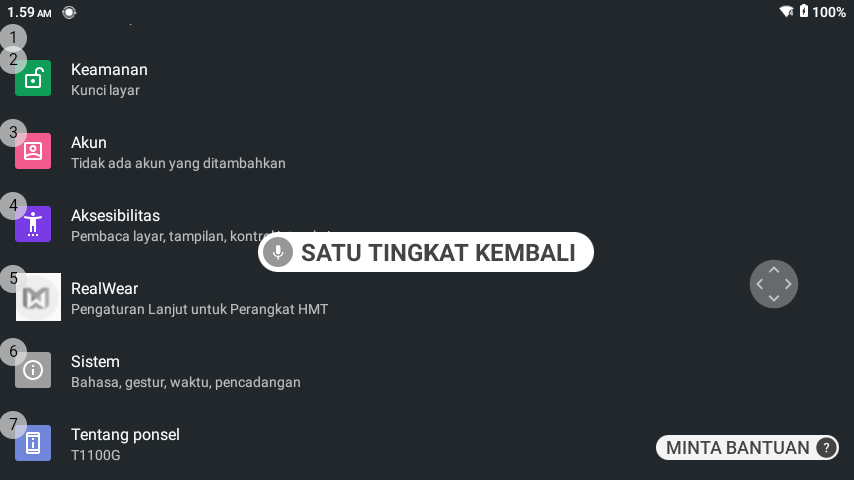 1.59 AM
100%
1
2
Keamanan
Kunci layar
3
Akun
Tidak ada akun yang ditambahkan
4
Aksesibilitas
Pembaca layar, tampilan,
SATU TINGKAT KEMBALI
5
RealWear
Pengaturan Lanjut untuk Perangkat HMT
6
Sistem
Bahasa, gestur, waktu, pencadangan
7
Tentang ponsel
T1100G
MINTA BANTUAN ?